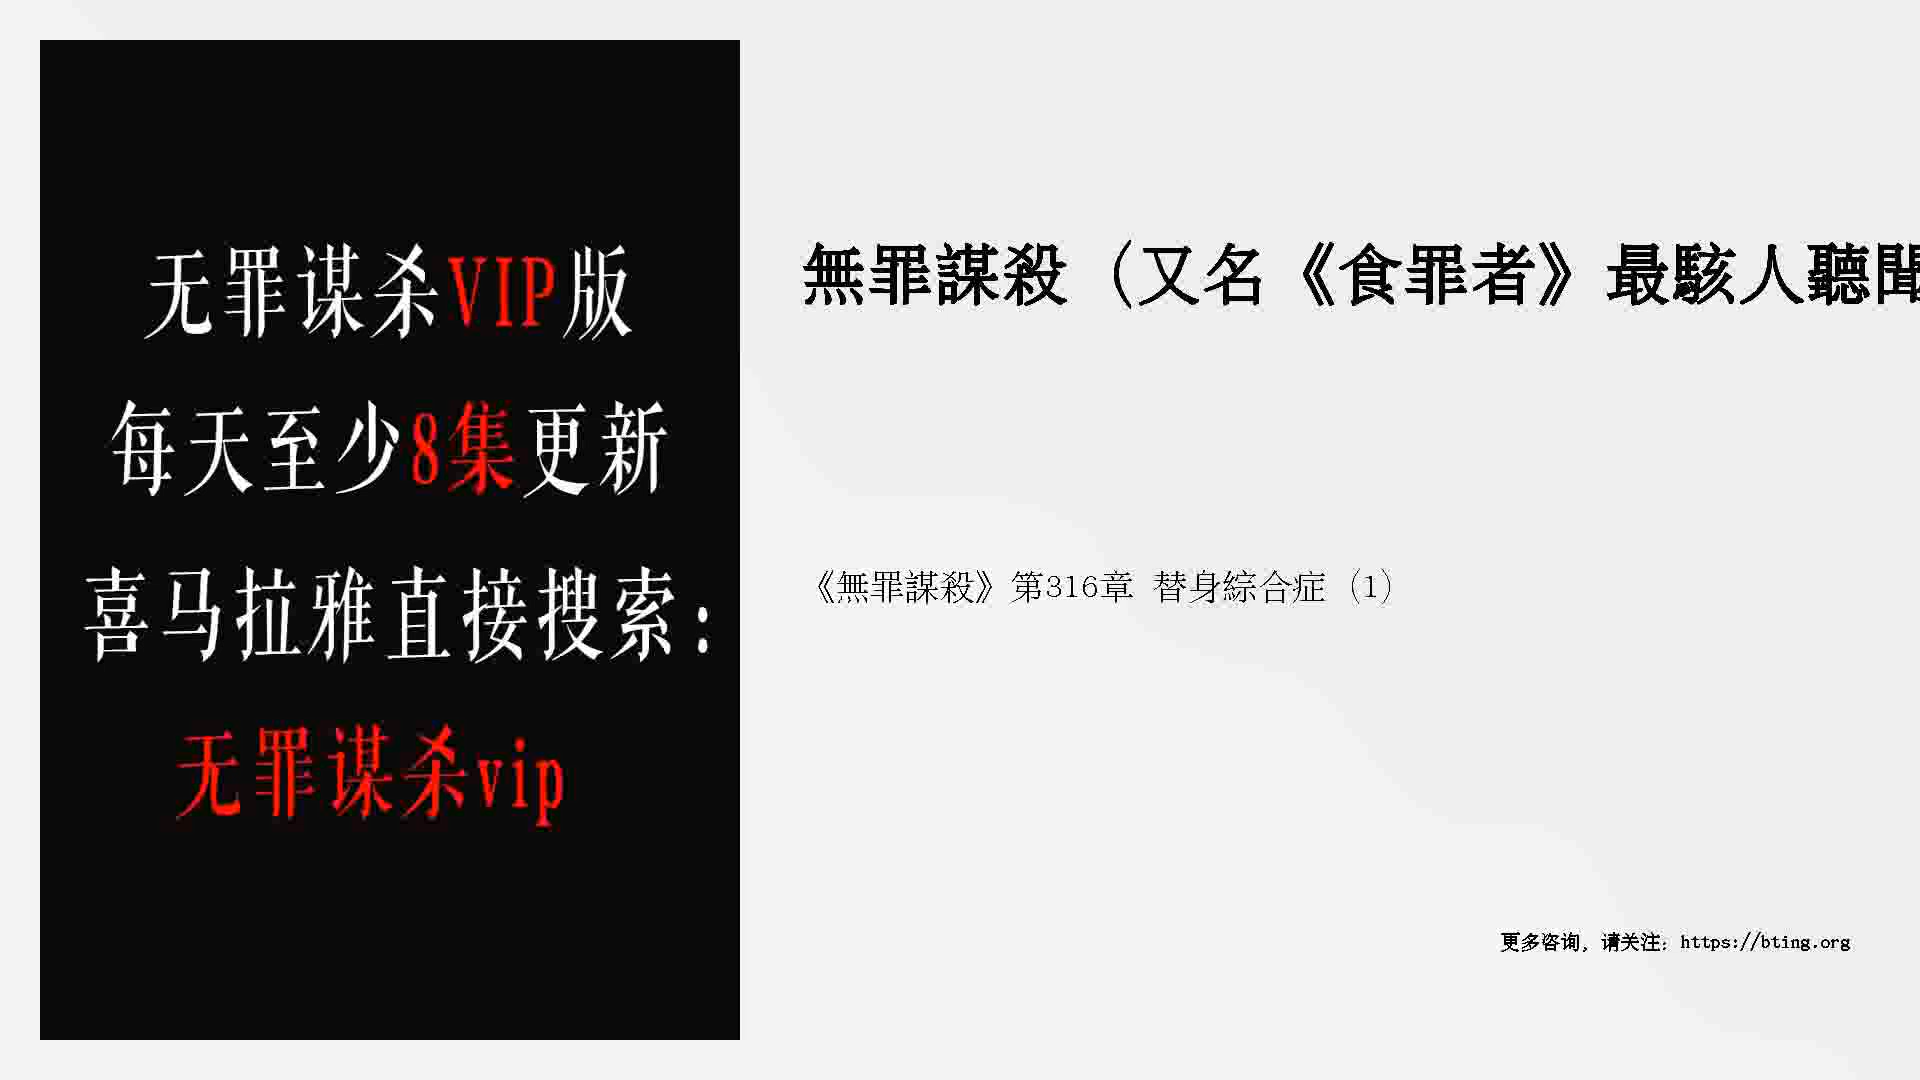 无罪谋杀VIP版
每天至少8集更新
喜马拉雅直接搜索:
无罪谋杀vip
無罪謀殺（又名《食罪者》最駭人聽聞
《無罪謀殺》第316章 替身綜合症（1）
更多咨询，请关注：https://bting.org